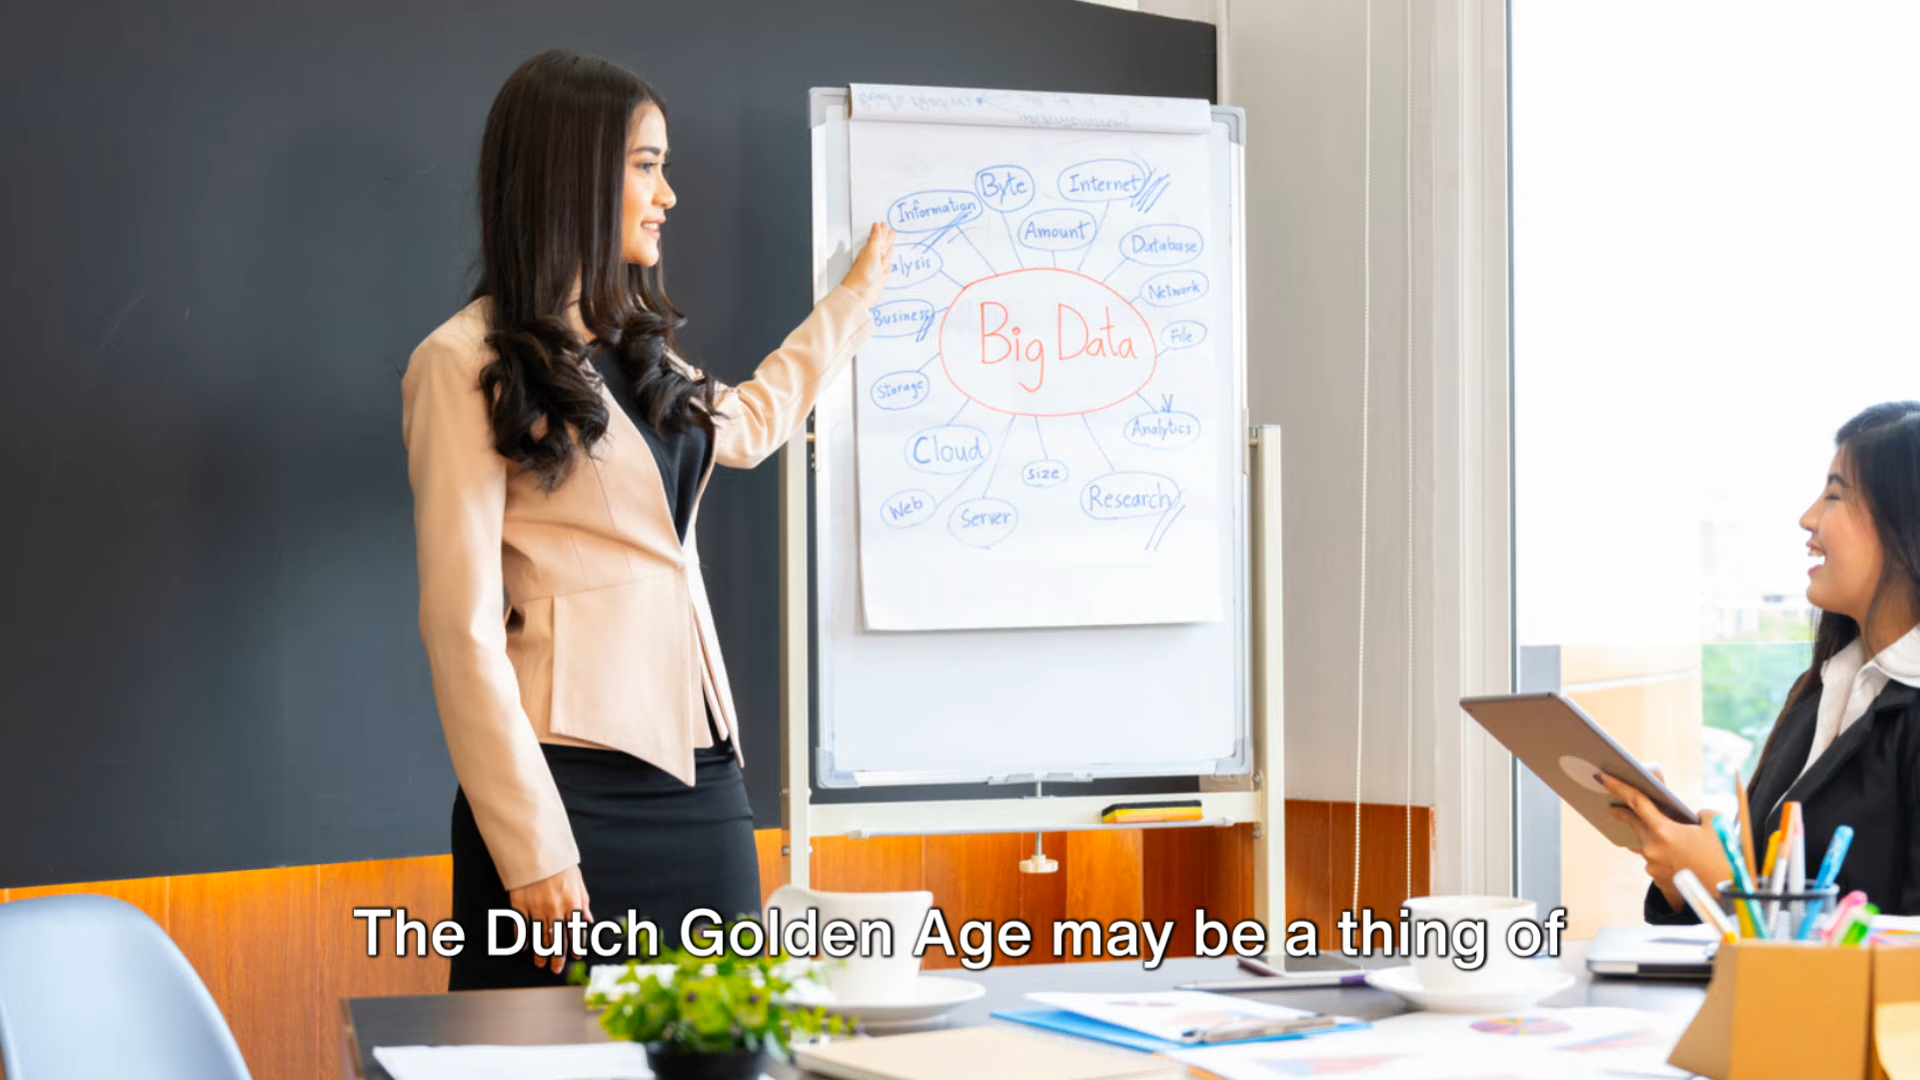 Byte
Internet
Information
Amount
Database
alysis
Network
Business
Big Data
File
Storage
Analytics
Cloud
size
Research
Web
Server
The Dutch Golden Age may be a thing of